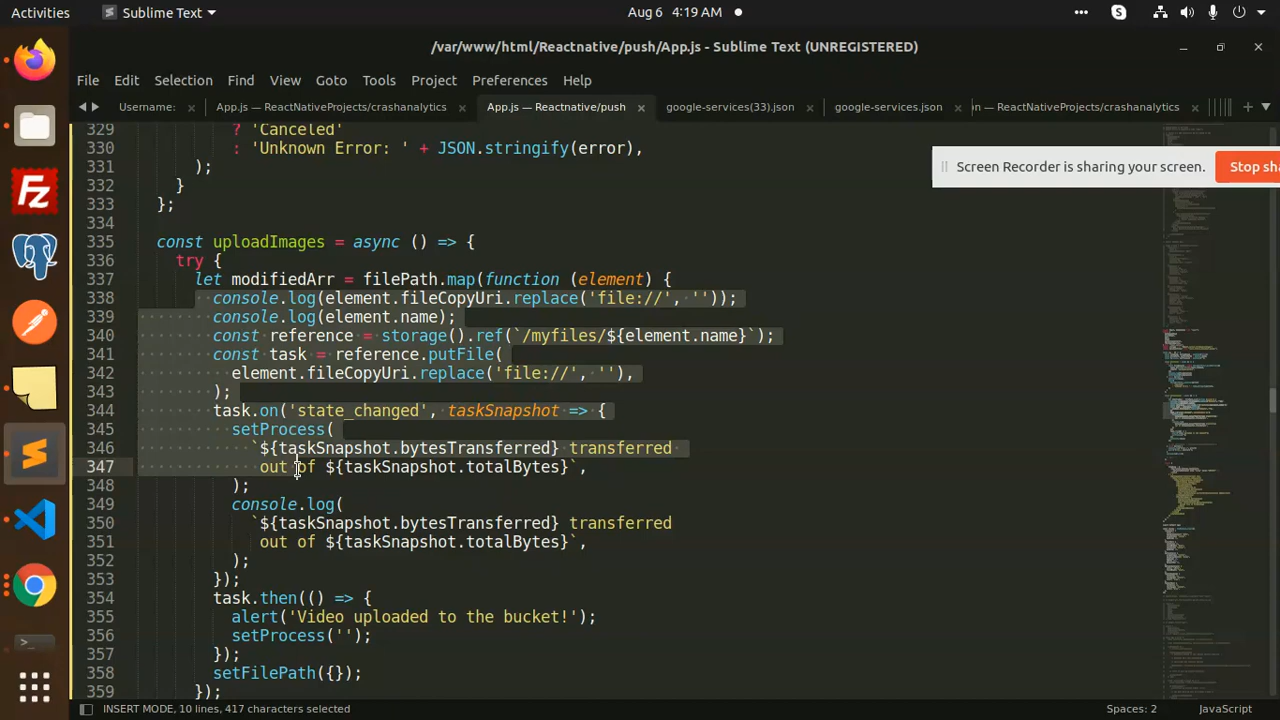 Activities
Sublime Text
Aug 6 4:19 AM
/var/www/html/Reactnative/push/App.js - Sublime Text (UNREGISTERED)
File Edit Selection Find View Goto Tools Project Preferences Help
Username: App.js — ReactNativeProjects/crashanalytics App.js — Reactnative/push google-services(33).json google-services.json n — ReactNativeProjects/crashanalytics
Screen Recorder is sharing your screen. Stop sha
329 ? 'Canceled'
330 : 'Unknown Error: ' + JSON.stringify(error),
331 );
332 }
333 };
334
335 const uploadImages = async () => {
336 try {
337 let modifiedArr = filePath.map(function (element) {
338 console.log(element.fileCopyUri.replace('file://', ''));
339 console.log(element.name);
340 const reference = storage().ref(`/myfiles/${element.name}`);
341 const task = reference.putFile(
342 element.fileCopyUri.replace('file://', ''),
343 );
344 task.on('state_changed', taskSnapshot => {
345 setProcess(
346 `${taskSnapshot.bytesTransferred} transferred
347 out of ${taskSnapshot.totalBytes}`,
348 );
349 console.log(
350 `${taskSnapshot.bytesTransferred} transferred
351 out of ${taskSnapshot.totalBytes}`,
352 );
353 });
354 task.then(() => {
355 alert('Video uploaded to the bucket!');
356 setProcess('');
357 });
358 setFilePath({});
359 });
INSERT MODE, 10 lines, 417 characters selected
Spaces: 2
JavaScript